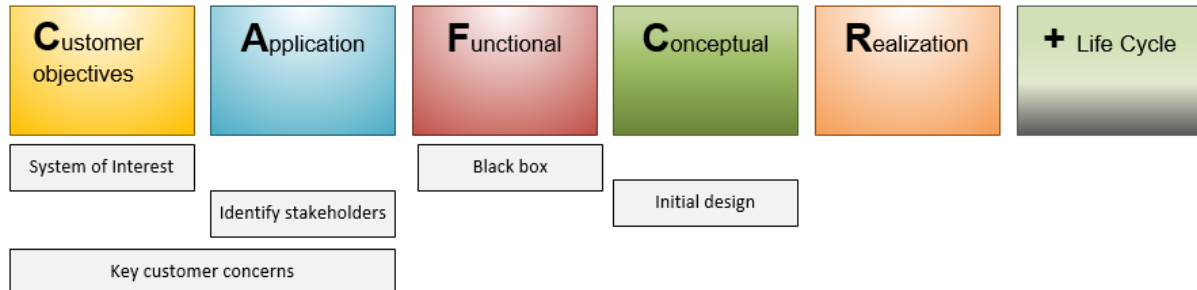 Customer
objectives
Application
Functional
Conceptual
Realization
+ Life Cycle
System of Interest
Black box
Identify stakeholders
Initial design
Key customer concerns